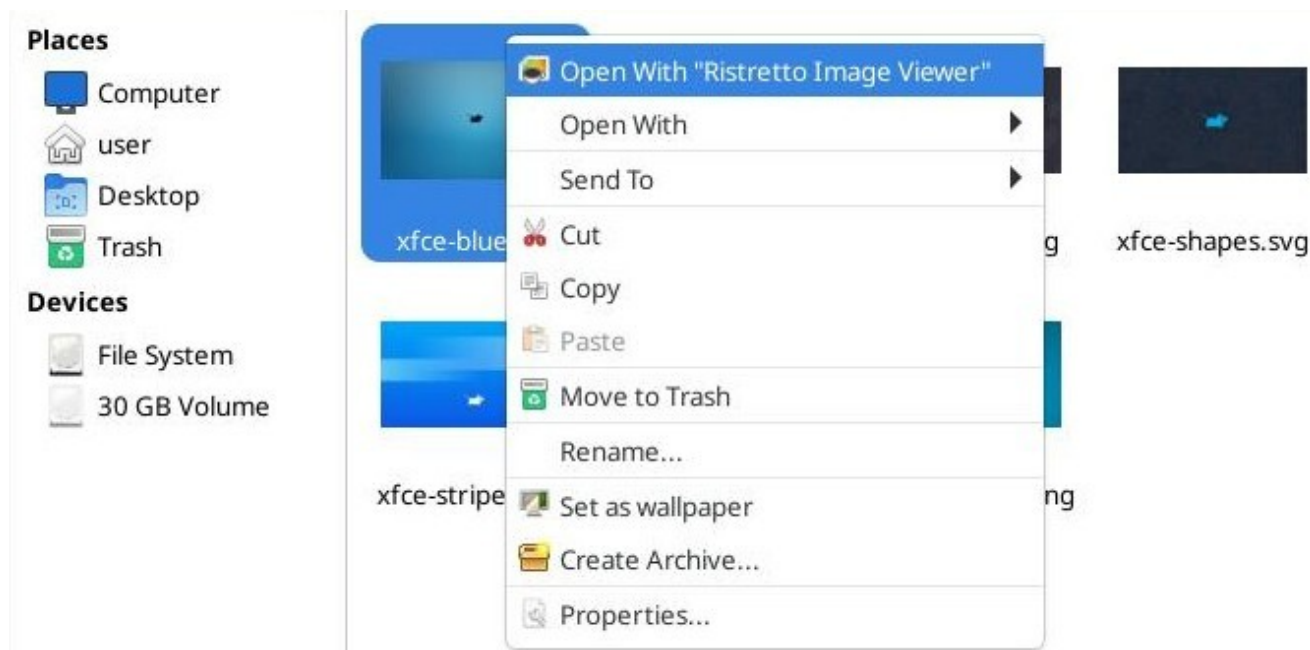 Places
Computer
user
Desktop
Trash
Devices
File System
30 GB Volume
xfce-blue
g
xfce-shapes.svg
xfce-stripe
ng
Open With "Ristretto Image Viewer"
Open With
Send To
Cut
Copy
Paste
Move to Trash
Rename...
Set as wallpaper
Create Archive...
Properties...